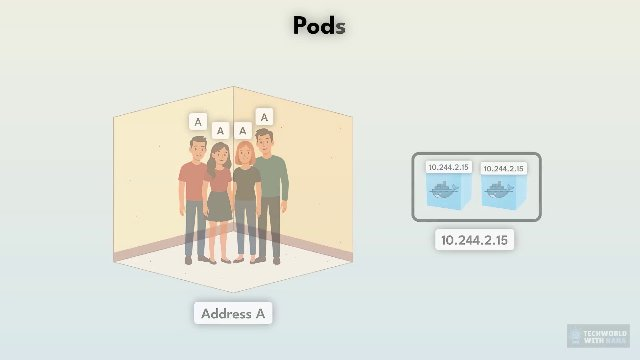 Pods
A
A
A
A
10.244.2.15
10.244.2.15
10.244.2.15
Address A
TECHWORLD
WITH NANA